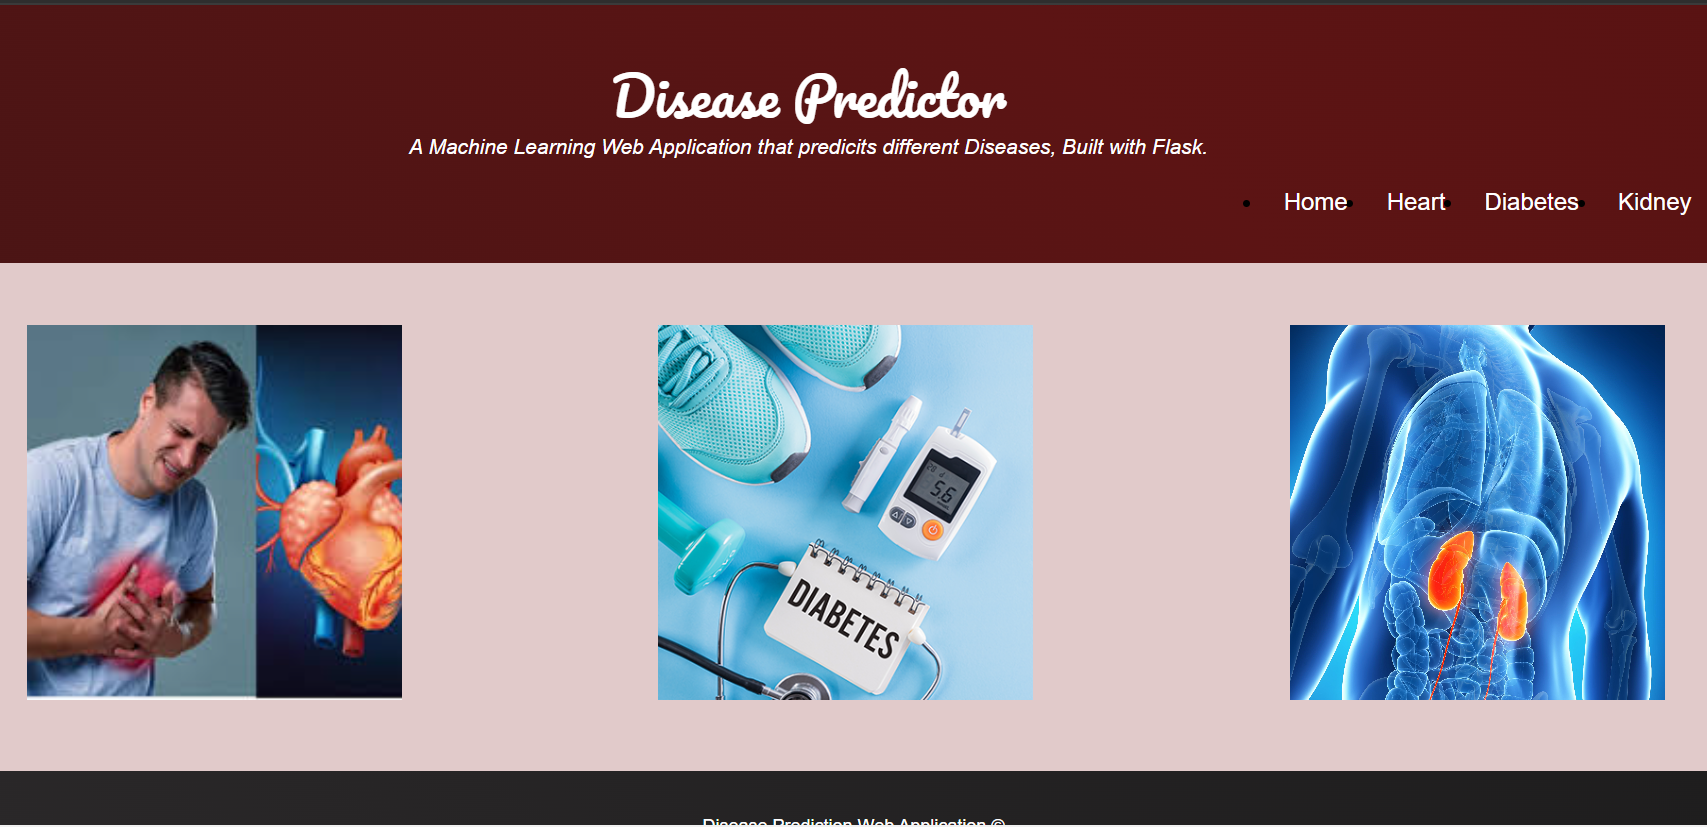 Disease Predictor
A Machine Learning Web Application that predicits different Diseases, Built with Flask.
Home Heart Diabetes Kidney
5.6
DIABETES
Disease Prediction Web Application ©